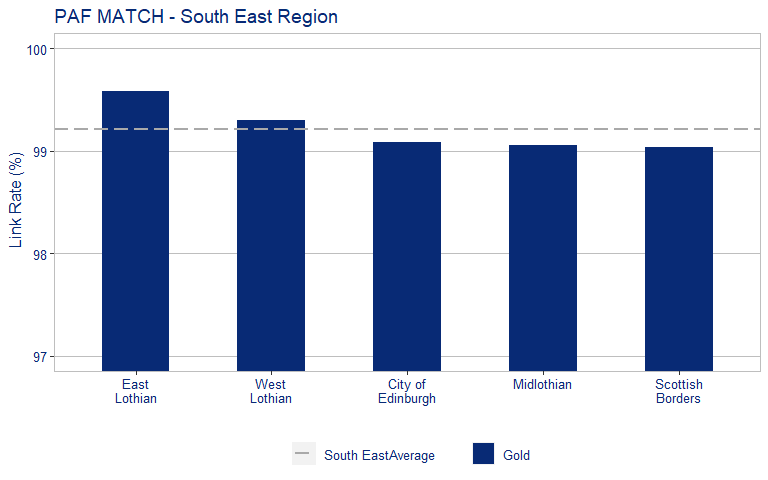 PAF MATCH - South East Region
Link Rate (%)
100
99
98
97
East
Lothian
West
Lothian
City of
Edinburgh
Midlothian
Scottish
Borders
South EastAverage
Gold